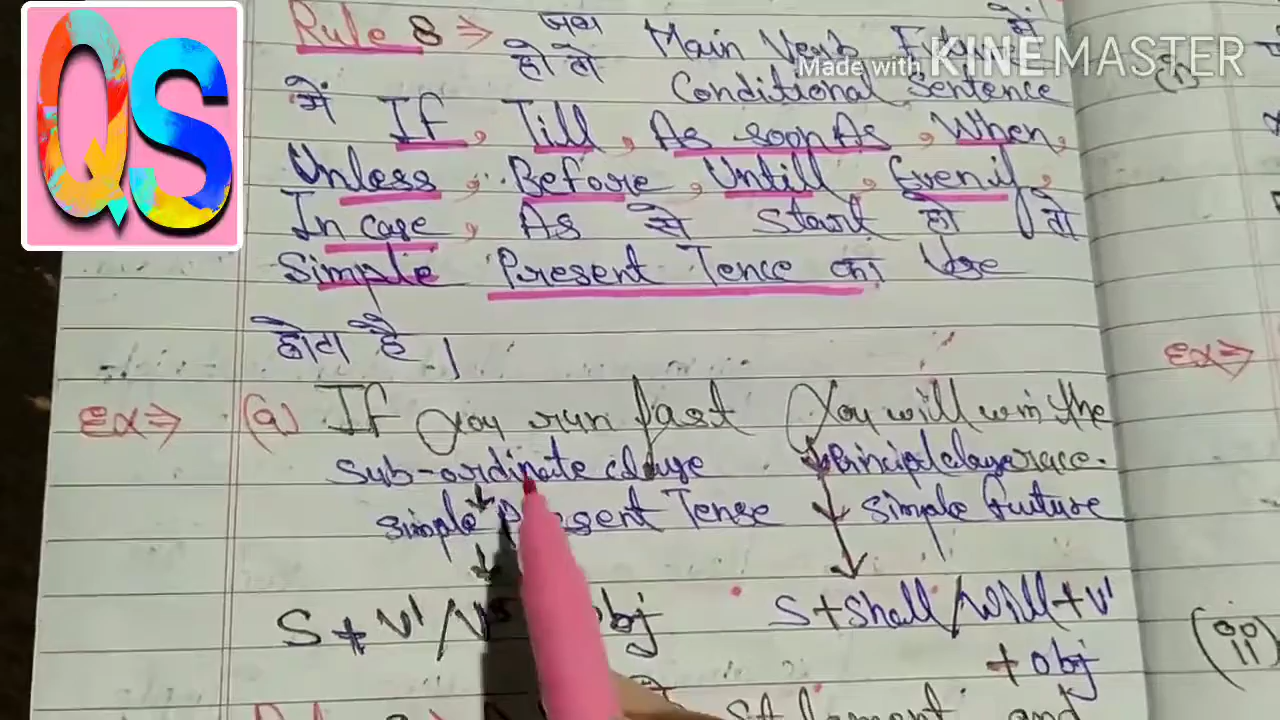 QS
Made with KINEMASTER
Rule 8 ⇒ जब Main Verb में
हो तो Conditional Sentence
में If, Till, As soon As, When,
Unless, Before, Untill, Even if,
In case, As से start हो तो
Simple Present Tence का Use
होता है।
Ex⇒ (a) If you run fast You will win the
Sub-ordinate clause Principal clause race.
Simple Present Tense simple
S + V¹/V obj S + Shall/Will + V¹
+ obj
and
Ex⇒